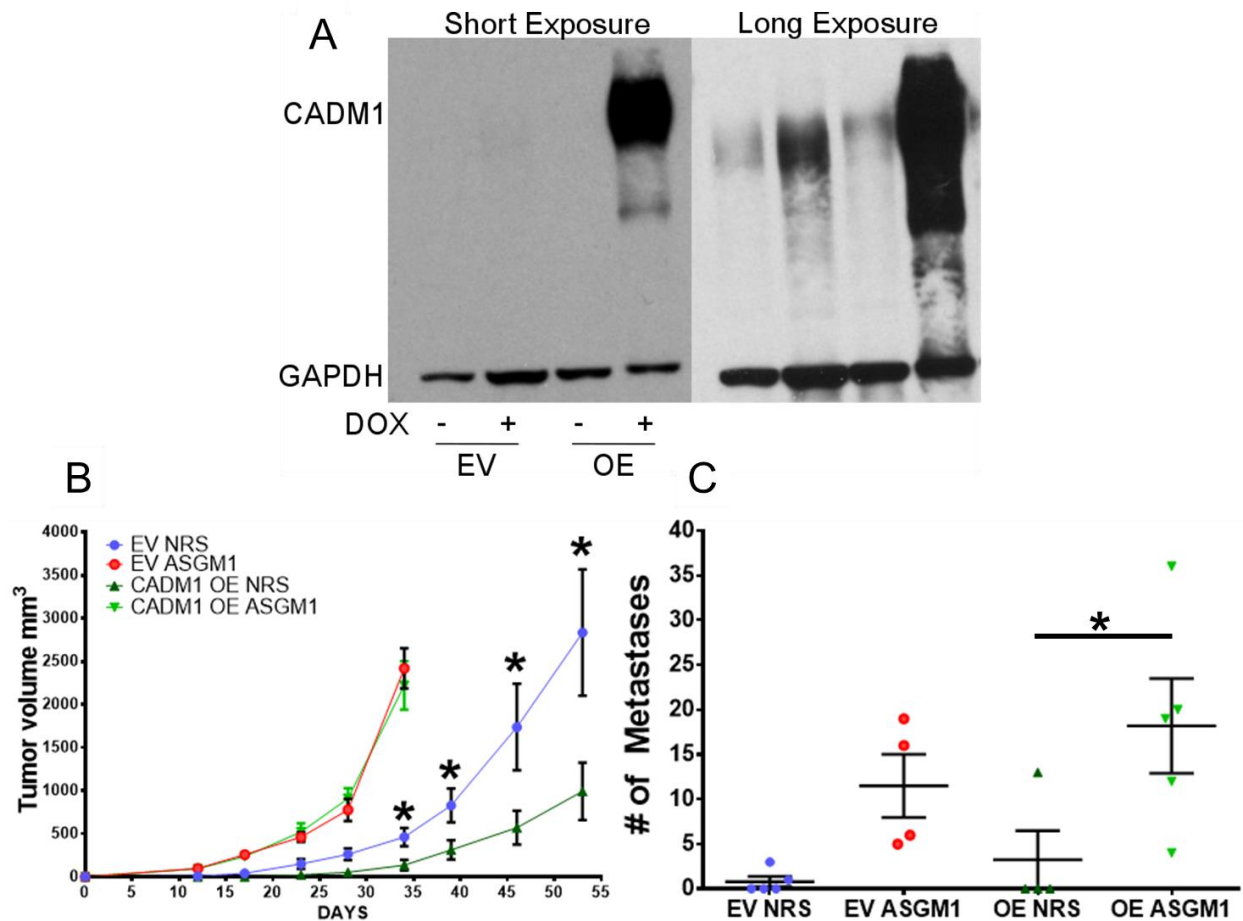 A
Short Exposure
Long Exposure
CADM1
GAPDH
DOX - + - +
EV OE
B
4000
3500
3000
2500
2000
1500
1000
500
0
Tumor volume mm³
EV NRS
EV ASGM1
CADM1 OE NRS
CADM1 OE ASGM1
* * * *
0 5 10 15 20 25 30 35 40 45 50 55
DAYS
C
40
35
30
25
20
15
10
5
0
# of Metastases
*
EV NRS EV ASGM1 OE NRS OE ASGM1